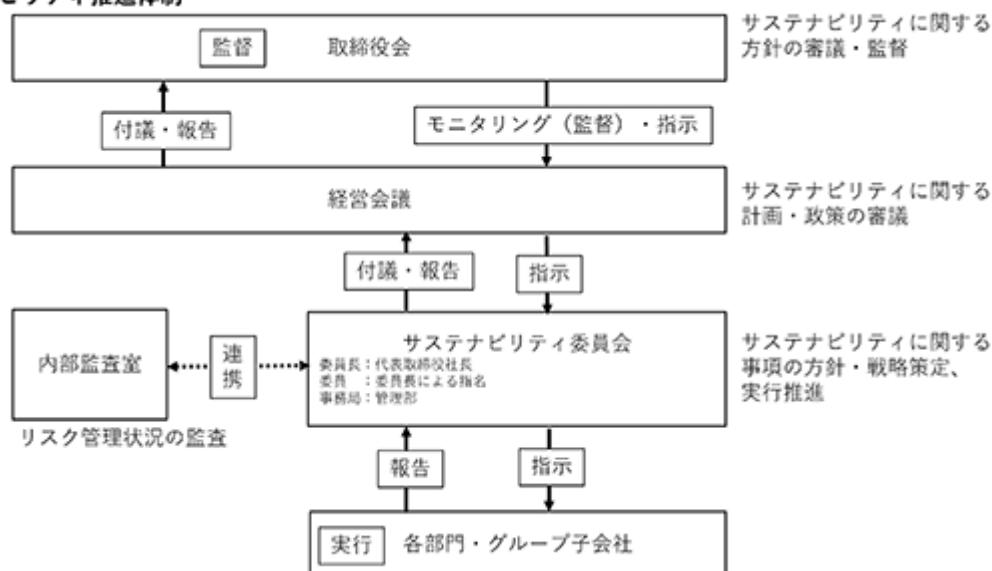 サステナビリティに関する
方針の審議・監督
監督
取締役会
付議・報告
モニタリング（監督）・指示
経営会議
サステナビリティに関する
計画・政策の審議
付議・報告
指示
内部監査室
連携
サステナビリティ委員会
委員長：代表取締役社長
委員　：委員長による指名
事務局：管理部
サステナビリティに関する
事項の方針・戦略策定、
実行推進
リスク管理状況の監査
報告
指示
実行
各部門・グループ子会社